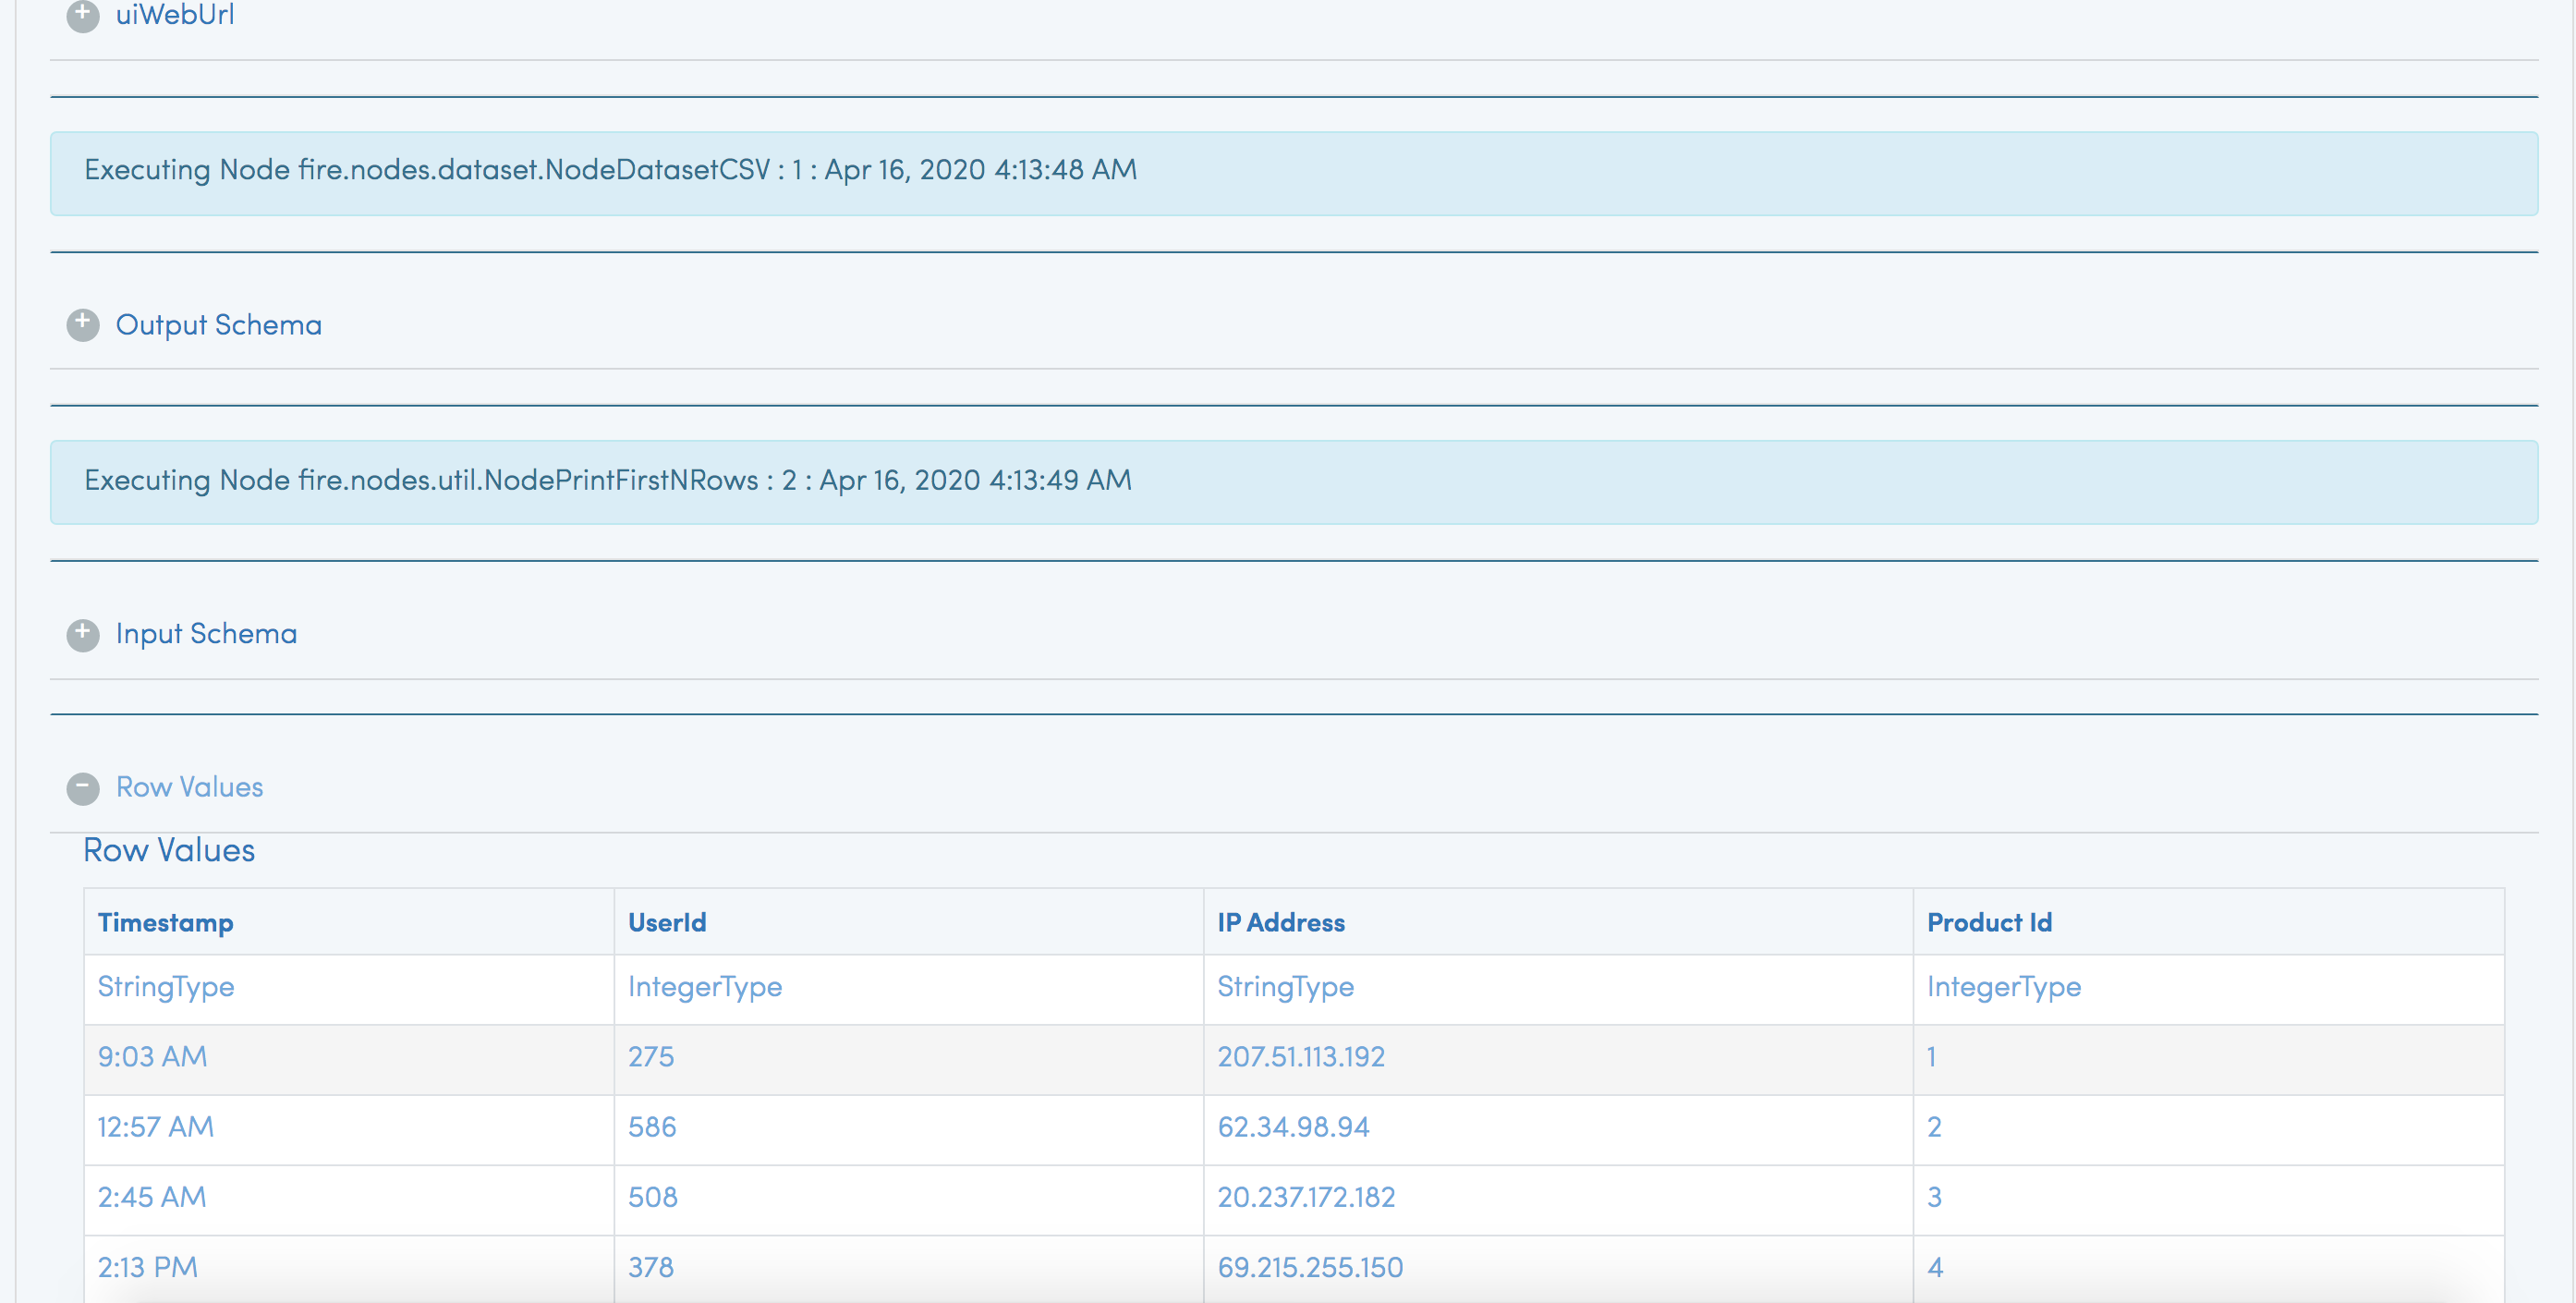 uiWebUrl
Executing Node fire.nodes.dataset.NodeDatasetCSV : 1 : Apr 16, 2020 4:13:48 AM
Output Schema
Executing Node fire.nodes.util.NodePrintFirstNRows : 2 : Apr 16, 2020 4:13:49 AM
Input Schema
Row Values
Row Values
Timestamp UserId IP Address Product Id
StringType IntegerType StringType IntegerType
9:03 AM 275 207.51.113.192 1
12:57 AM 586 62.34.98.94 2
2:45 AM 508 20.237.172.182 3
2:13 PM 378 69.215.255.150 4